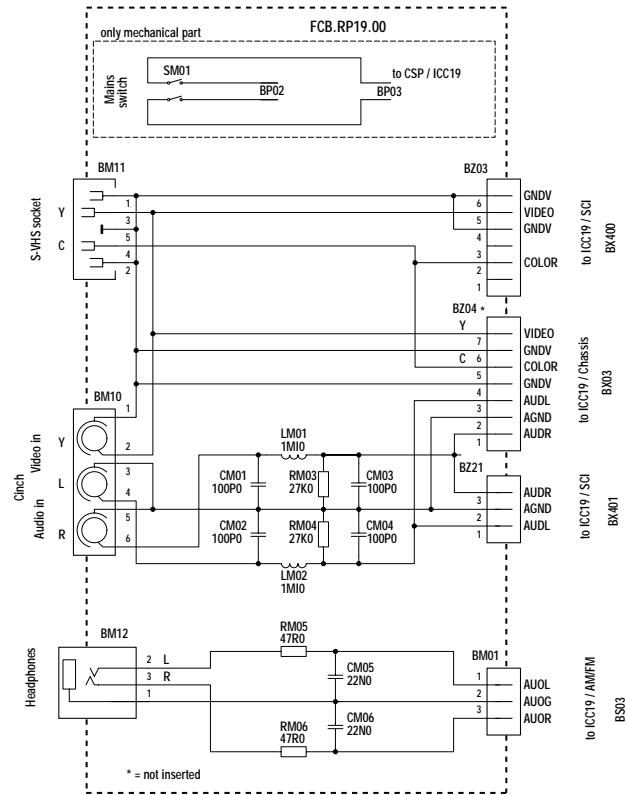 FCB.RP19.00
only mechanical part
Mains
switch
SM01
BP02
to CSP / ICC19
BP03
BM11
S-VHS socket
Y
C
1
3
5
4
2
BZ03
GNDV
6
VIDEO
5
GNDV
4
3
COLOR
2
1
to ICC19 / SCI
BX400
BZ04 *
Y
VIDEO
7
GNDV
C
6
COLOR
5
GNDV
4
AUDL
3
AGND
2
AUDR
1
to ICC19 / Chassis
BX03
BM10
Cinch
Video in
Audio in
Y
L
R
1
2
3
4
5
6
LM01
1MI0
CM01
100P0
RM03
27K0
CM03
100P0
CM02
100P0
RM04
27K0
CM04
100P0
LM02
1MI0
BZ21
AUDR
3
AGND
2
AUDL
1
to ICC19 / SCI
BX401
BM12
Headphones
2 L
3 R
1
RM05
47R0
CM05
22N0
CM06
22N0
RM06
47R0
BM01
1
AUOL
2
AUOG
3
AUOR
to ICC19 / AM/FM
BS03
* = not inserted